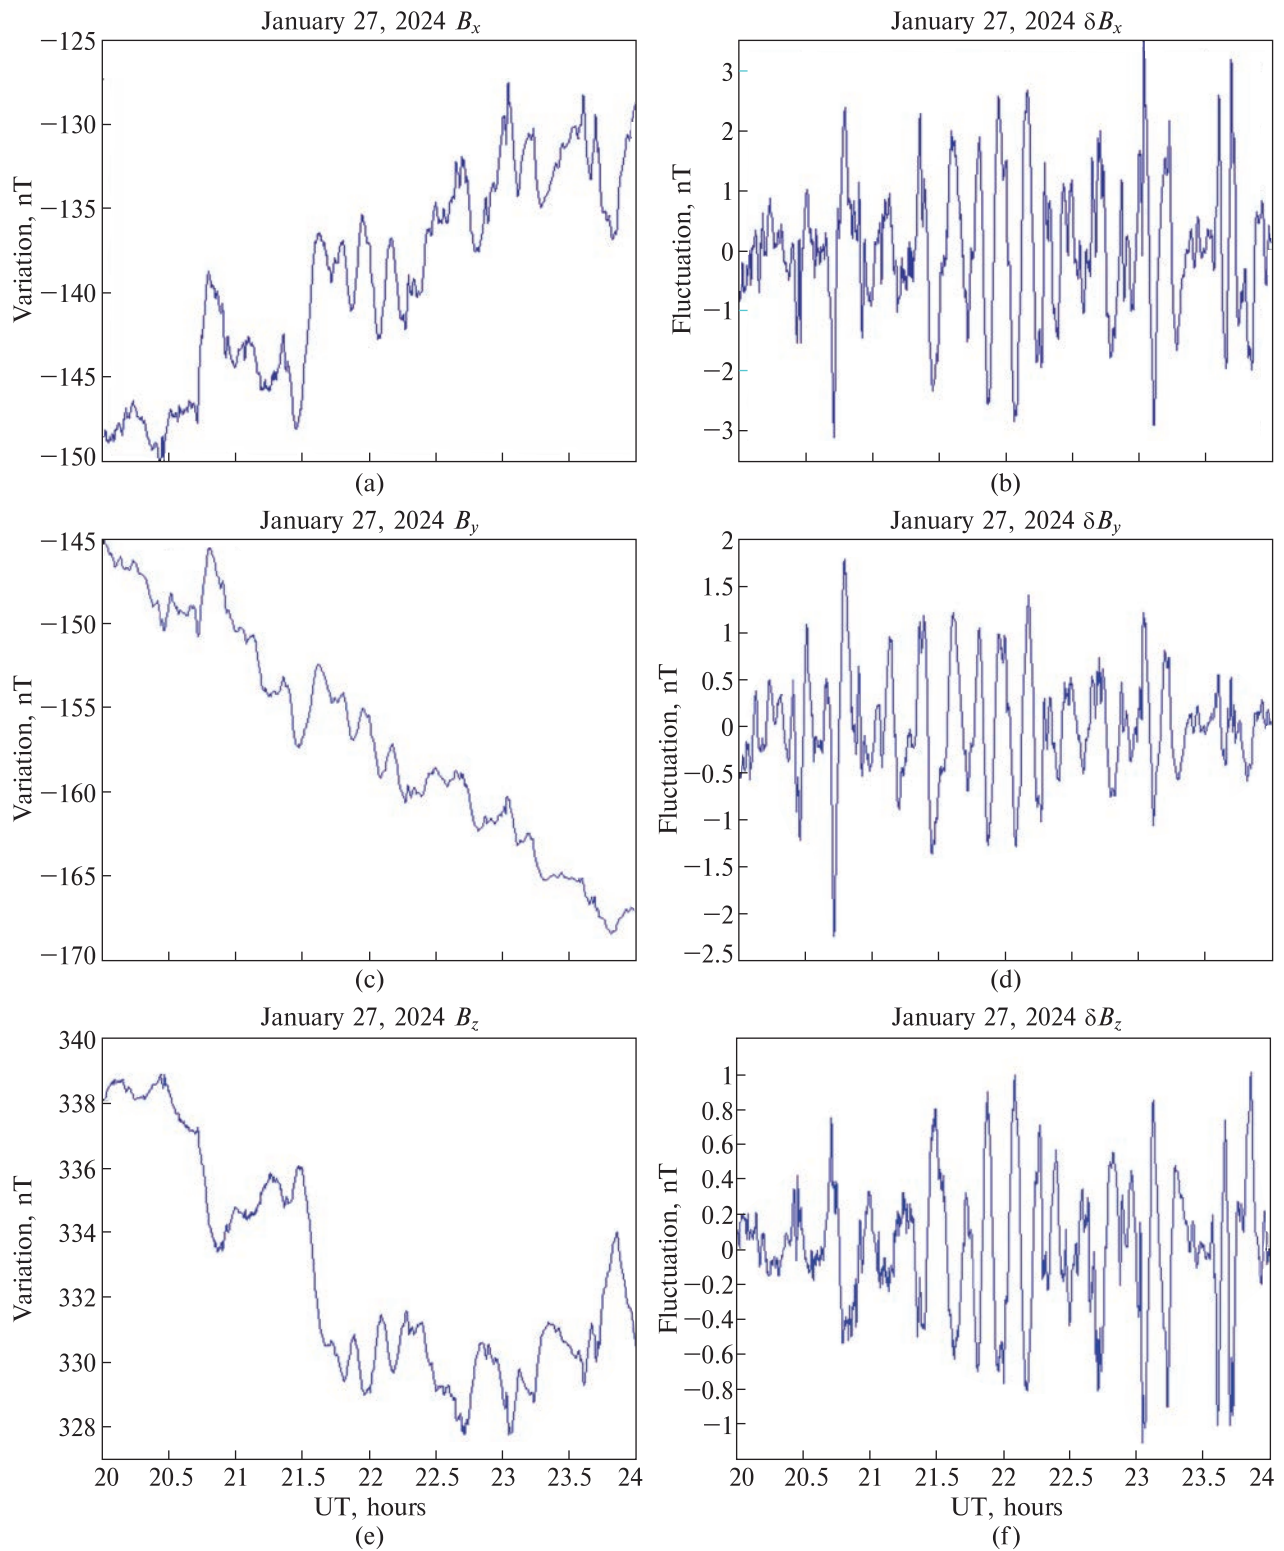 January 27, 2024 Bx
January 27, 2024 δBx
Variation, nT
−125
−130
−135
−140
−145
−150
Fluctuation, nT
3
2
1
0
−1
−2
−3
(a)
(b)
January 27, 2024 By
January 27, 2024 δBy
Variation, nT
−145
−150
−155
−160
−165
−170
Fluctuation, nT
2
1.5
1
0.5
0
−0.5
−1
−1.5
−2
−2.5
(c)
(d)
January 27, 2024 Bz
January 27, 2024 δBz
Variation, nT
340
338
336
334
332
330
328
Fluctuation, nT
1
0.8
0.6
0.4
0.2
0
−0.2
−0.4
−0.6
−0.8
−1
20 20.5 21 21.5 22 22.5 23 23.5 24
20 20.5 21 21.5 22 22.5 23 23.5 24
UT, hours
UT, hours
(e)
(f)